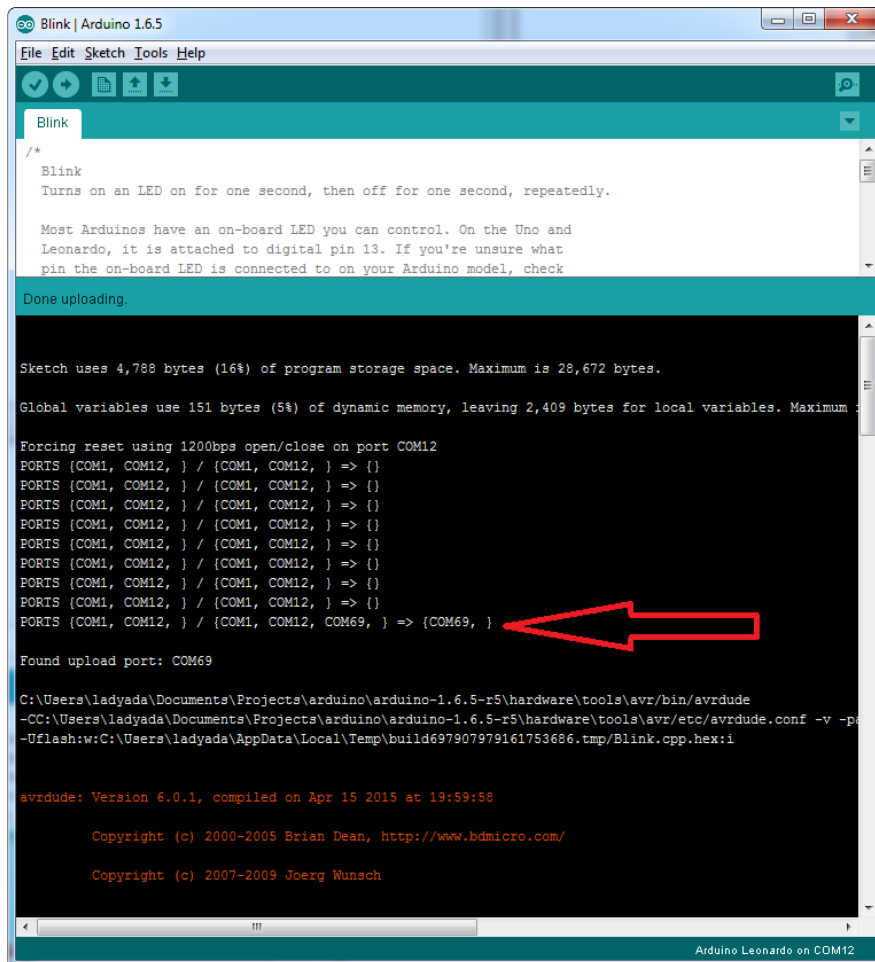 Blink | Arduino 1.6.5
File Edit Sketch Tools Help
Blink
/*
Blink
Turns on an LED on for one second, then off for one second, repeatedly.
Most Arduinos have an on-board LED you can control. On the Uno and
Leonardo, it is attached to digital pin 13. If you're unsure what
pin the on-board LED is connected to on your Arduino model, check
Done uploading.
Sketch uses 4,788 bytes (16%) of program storage space. Maximum is 28,672 bytes.
Global variables use 151 bytes (5%) of dynamic memory, leaving 2,409 bytes for local variables. Maximum
Forcing reset using 1200bps open/close on port COM12
PORTS {COM1, COM12, } / {COM1, COM12, } => {}
PORTS {COM1, COM12, } / {COM1, COM12, } => {}
PORTS {COM1, COM12, } / {COM1, COM12, } => {}
PORTS {COM1, COM12, } / {COM1, COM12, } => {}
PORTS {COM1, COM12, } / {COM1, COM12, } => {}
PORTS {COM1, COM12, } / {COM1, COM12, } => {}
PORTS {COM1, COM12, } / {COM1, COM12, } => {}
PORTS {COM1, COM12, } / {COM1, COM12, } => {}
PORTS {COM1, COM12, } / {COM1, COM12, COM69, } => {COM69, }
Found upload port: COM69
C:\Users\ladyada\Documents\Projects\arduino\arduino-1.6.5-r5\hardware\tools\avr/bin/avrdude
-CC:\Users\ladyada\Documents\Projects\arduino\arduino-1.6.5-r5\hardware\tools\avr/etc/avrdude.conf -v -pa
-Uflash:w:C:\Users\ladyada\AppData\Local\Temp\build697907979161753686.tmp/Blink.cpp.hex:i
avrdude: Version 6.0.1, compiled on Apr 15 2015 at 19:59:58
Copyright (c) 2000-2005 Brian Dean, http://www.bdmicro.com/
Copyright (c) 2007-2009 Joerg Wunsch
Arduino Leonardo on COM12